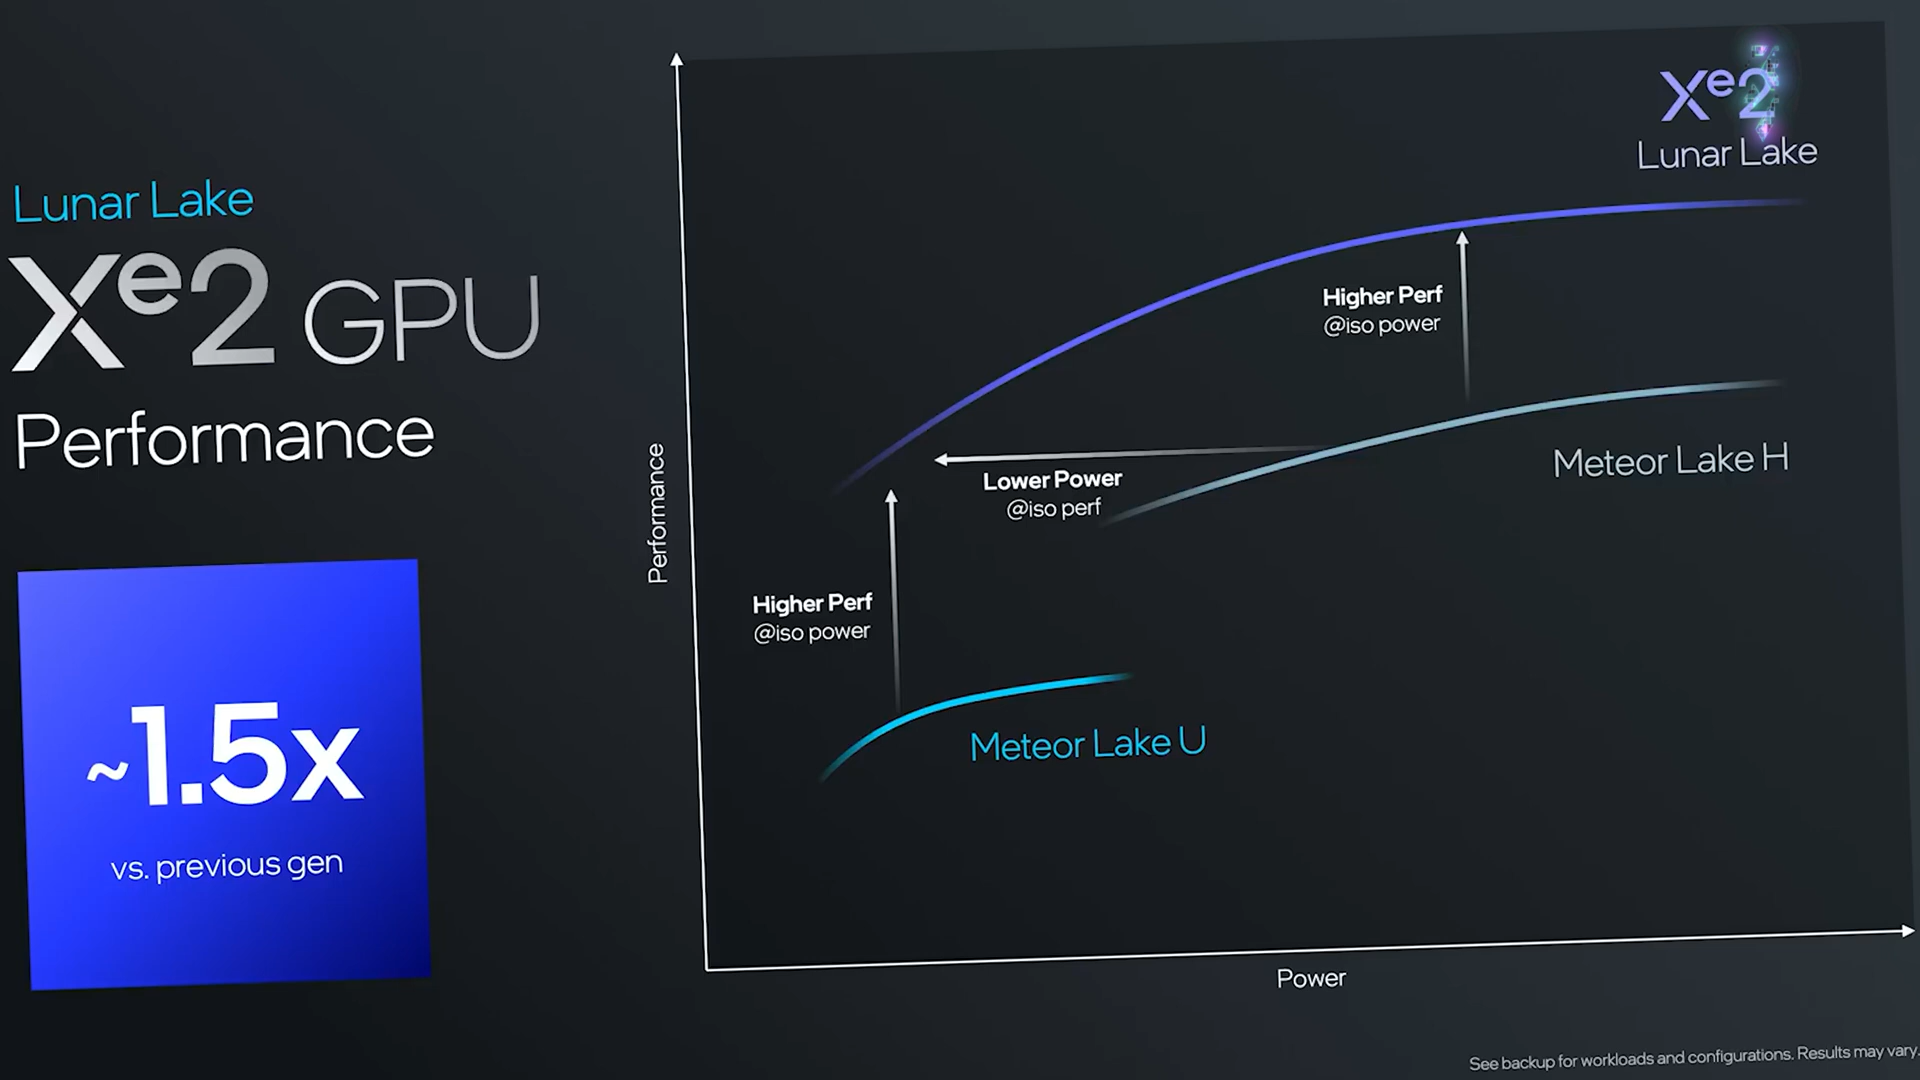 Lunar Lake
Xe2 GPU
Performance
~1.5x
vs. previous gen
Performance
Xe2
Lunar Lake
Higher Perf
@iso power
Lower Power
@iso perf
Meteor Lake H
Higher Perf
@iso power
Meteor Lake U
Power
See backup for workloads and configurations. Results may vary.